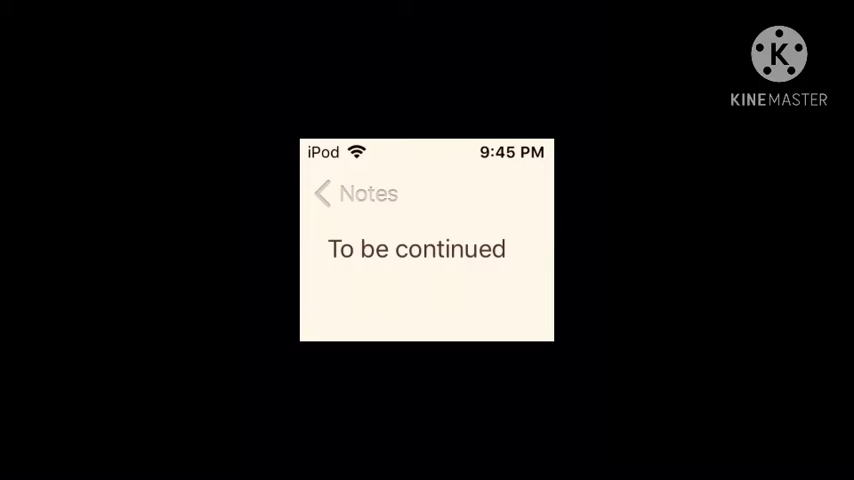 K
KINEMASTER
iPod 9:45 PM
Notes
To be continued